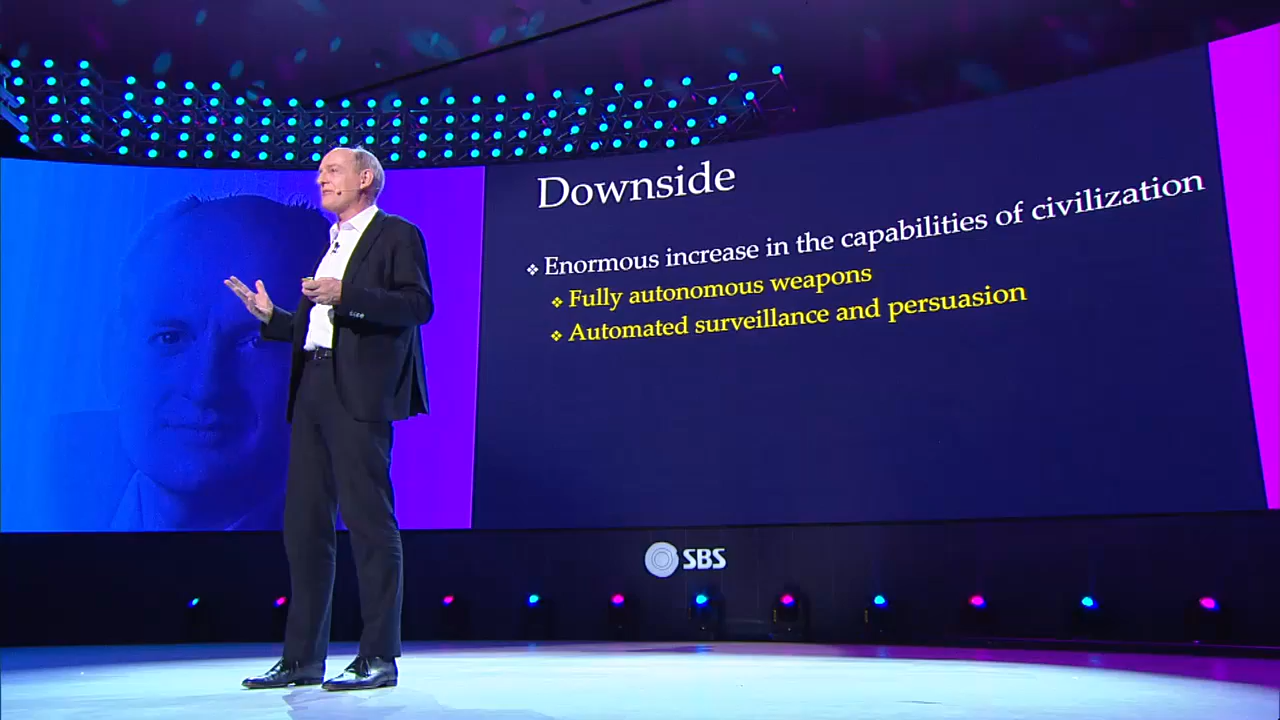 Downside
❖ Enormous increase in the capabilities of civilization
❖ Fully autonomous weapons
❖ Automated surveillance and persuasion
SBS